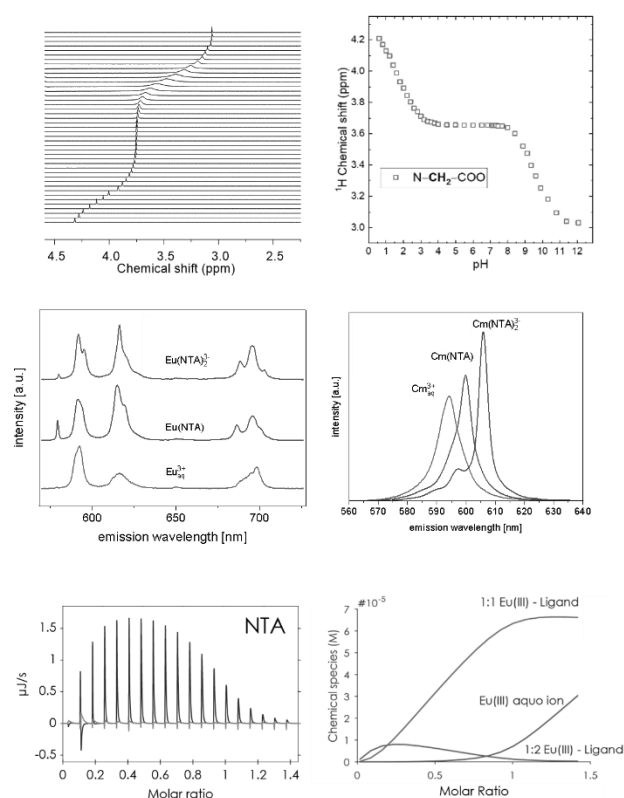 4.5
4.0
3.5
3.0
2.5
Chemical shift (ppm)
4.2
3.9
3.6
3.3
3.0
¹H Chemical shift (ppm)
N–CH₂–COO
0 1 2 3 4 5 6 7 8 9 10 11 12
pH
intensity [a.u.]
Eu(NTA)₂³⁻
Eu(NTA)
Eu³⁺aq
600
650
700
emission wavelength [nm]
intensity [a.u.]
Cm(NTA)₂³⁻
Cm(NTA)
Cm³⁺aq
560 570 580 590 600 610 620 630 640
emission wavelength [nm]
NTA
1.5
1
0.5
0
-0.5
µJ/s
0 0.2 0.4 0.6 0.8 1.0 1.2 1.4
Molar ratio
#10⁻⁵
7
6
5
4
3
2
1
0
Chemical species (M)
1:1 Eu(III) - Ligand
Eu(III) aquo ion
1:2 Eu(III) - Ligand
0.5
1
Molar Ratio